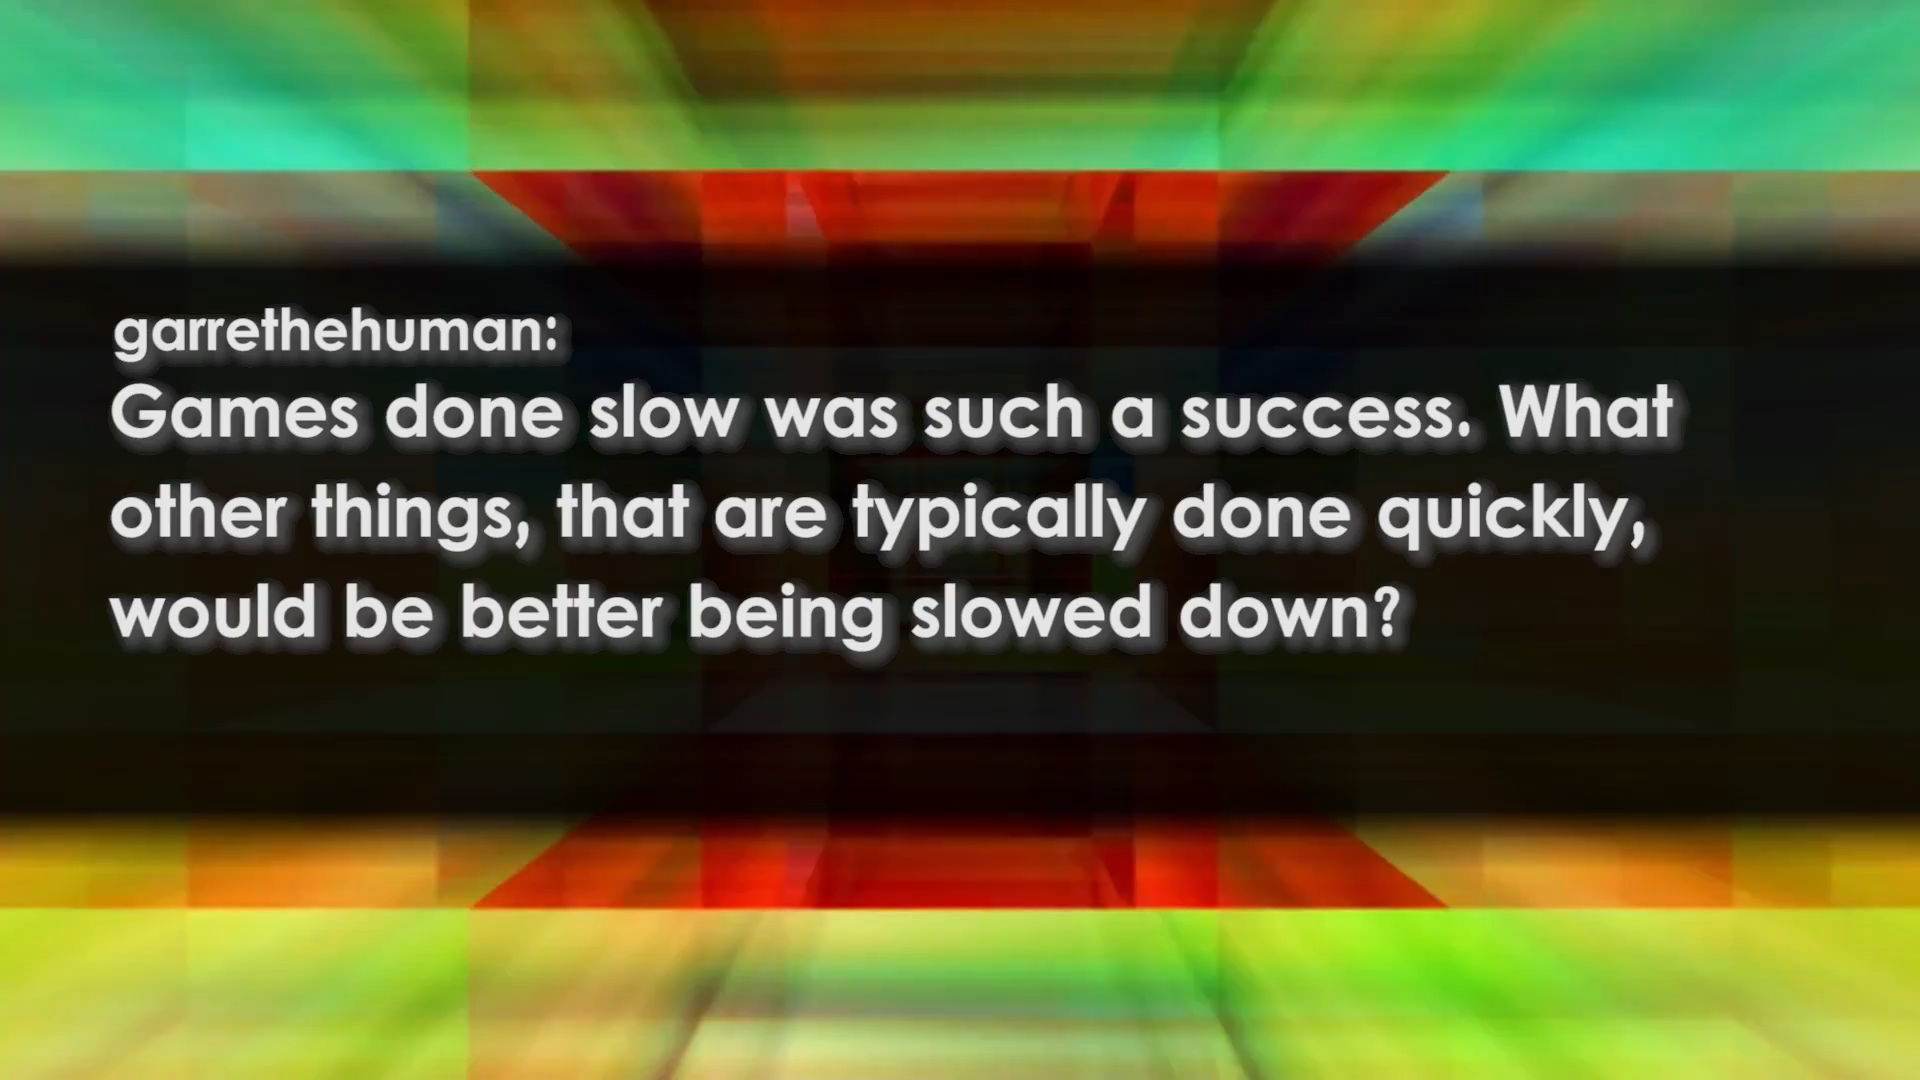 garrethehuman:
Games done slow was such a success. What
other things, that are typically done quickly,
would be better being slowed down?